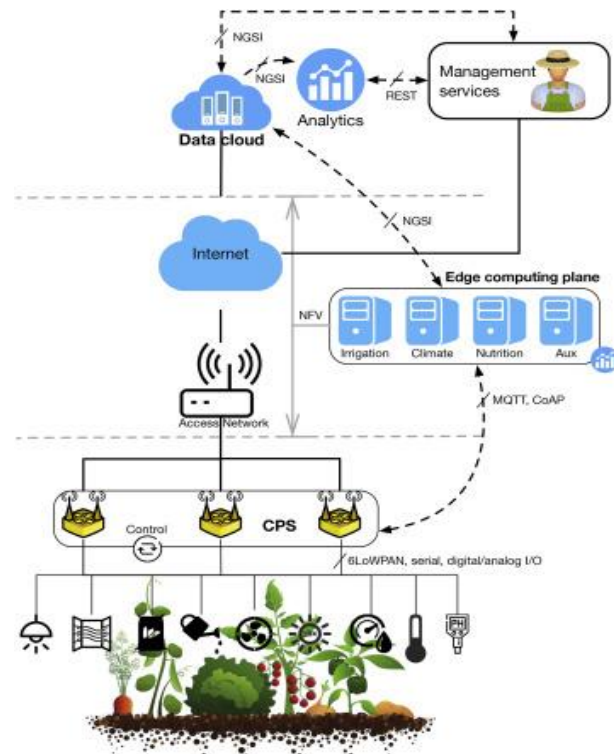 NGSI
NGSI
Management
services
REST
Analytics
Data cloud
NGSI
Internet
Edge computing plane
NFV
Irrigation
Climate
Nutrition
Aux
MQTT, CoAP
Access Network
CPS
Control
6LoWPAN, serial, digital/analog I/O
PH